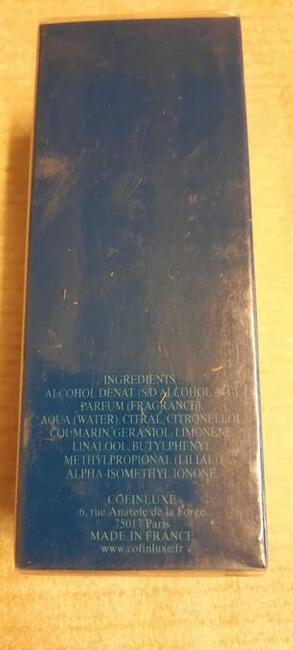 INGREDIENTS:
ALCOHOL DENAT (S/D ALCOHOL
PARFUM (FRAGRANCE),
AQUA (WATER), CITRAL, CITRONELLOL,
COUMARIN, GERANIOL, LIMONENE,
LINALOOL, BUTYLPHENYL
METHYLPROPIONAL (LILIAL)
ALPHA-ISOMETHYL IONONE
COFINLUXE
6, rue Anatole de la Forge
75017 Paris
MADE IN FRANCE
www.cofinluxe.fr